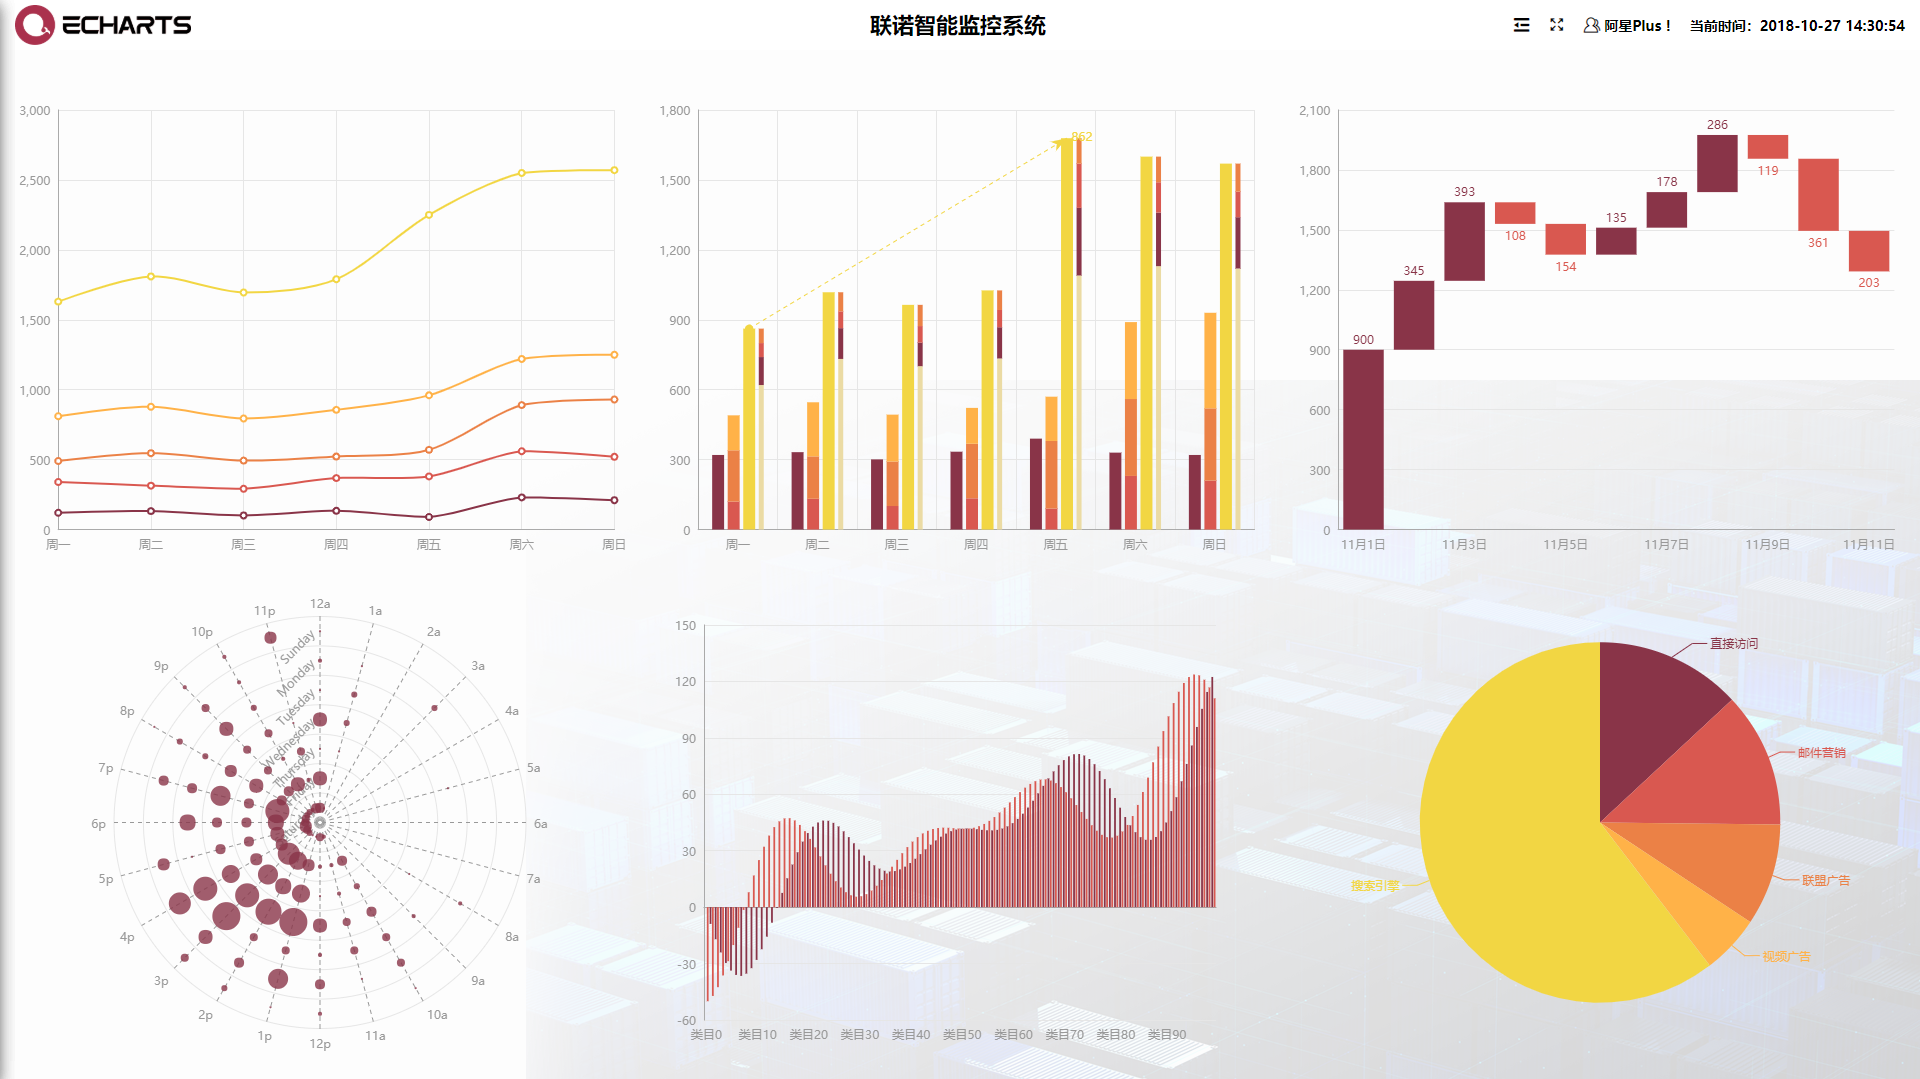 ECHARTS
联诺智能监控系统
阿星Plus！ 当前时间：2018-10-27 14:30:54
3,000
2,500
2,000
1,500
1,000
500
0
周一 周二 周三 周四 周五 周六 周日
1,800
1,500
1,200
900
600
300
0
862
周一 周二 周三 周四 周五 周六 周日
2,100
1,800
1,500
1,200
900
600
300
0
900
345
393
108
154
135
178
286
119
361
203
11月1日 11月3日 11月5日 11月7日 11月9日 11月11日
12a
1a
2a
3a
4a
5a
6a
7a
8a
9a
10a
11a
12p
1p
2p
3p
4p
5p
6p
7p
8p
9p
10p
11p
Sunday
Monday
Tuesday
Wednesday
Thursday
150
120
90
60
30
0
-30
-60
类目0 类目10 类目20 类目30 类目40 类目50 类目60 类目70 类目80 类目90
直接访问
邮件营销
联盟广告
视频广告
搜索引擎